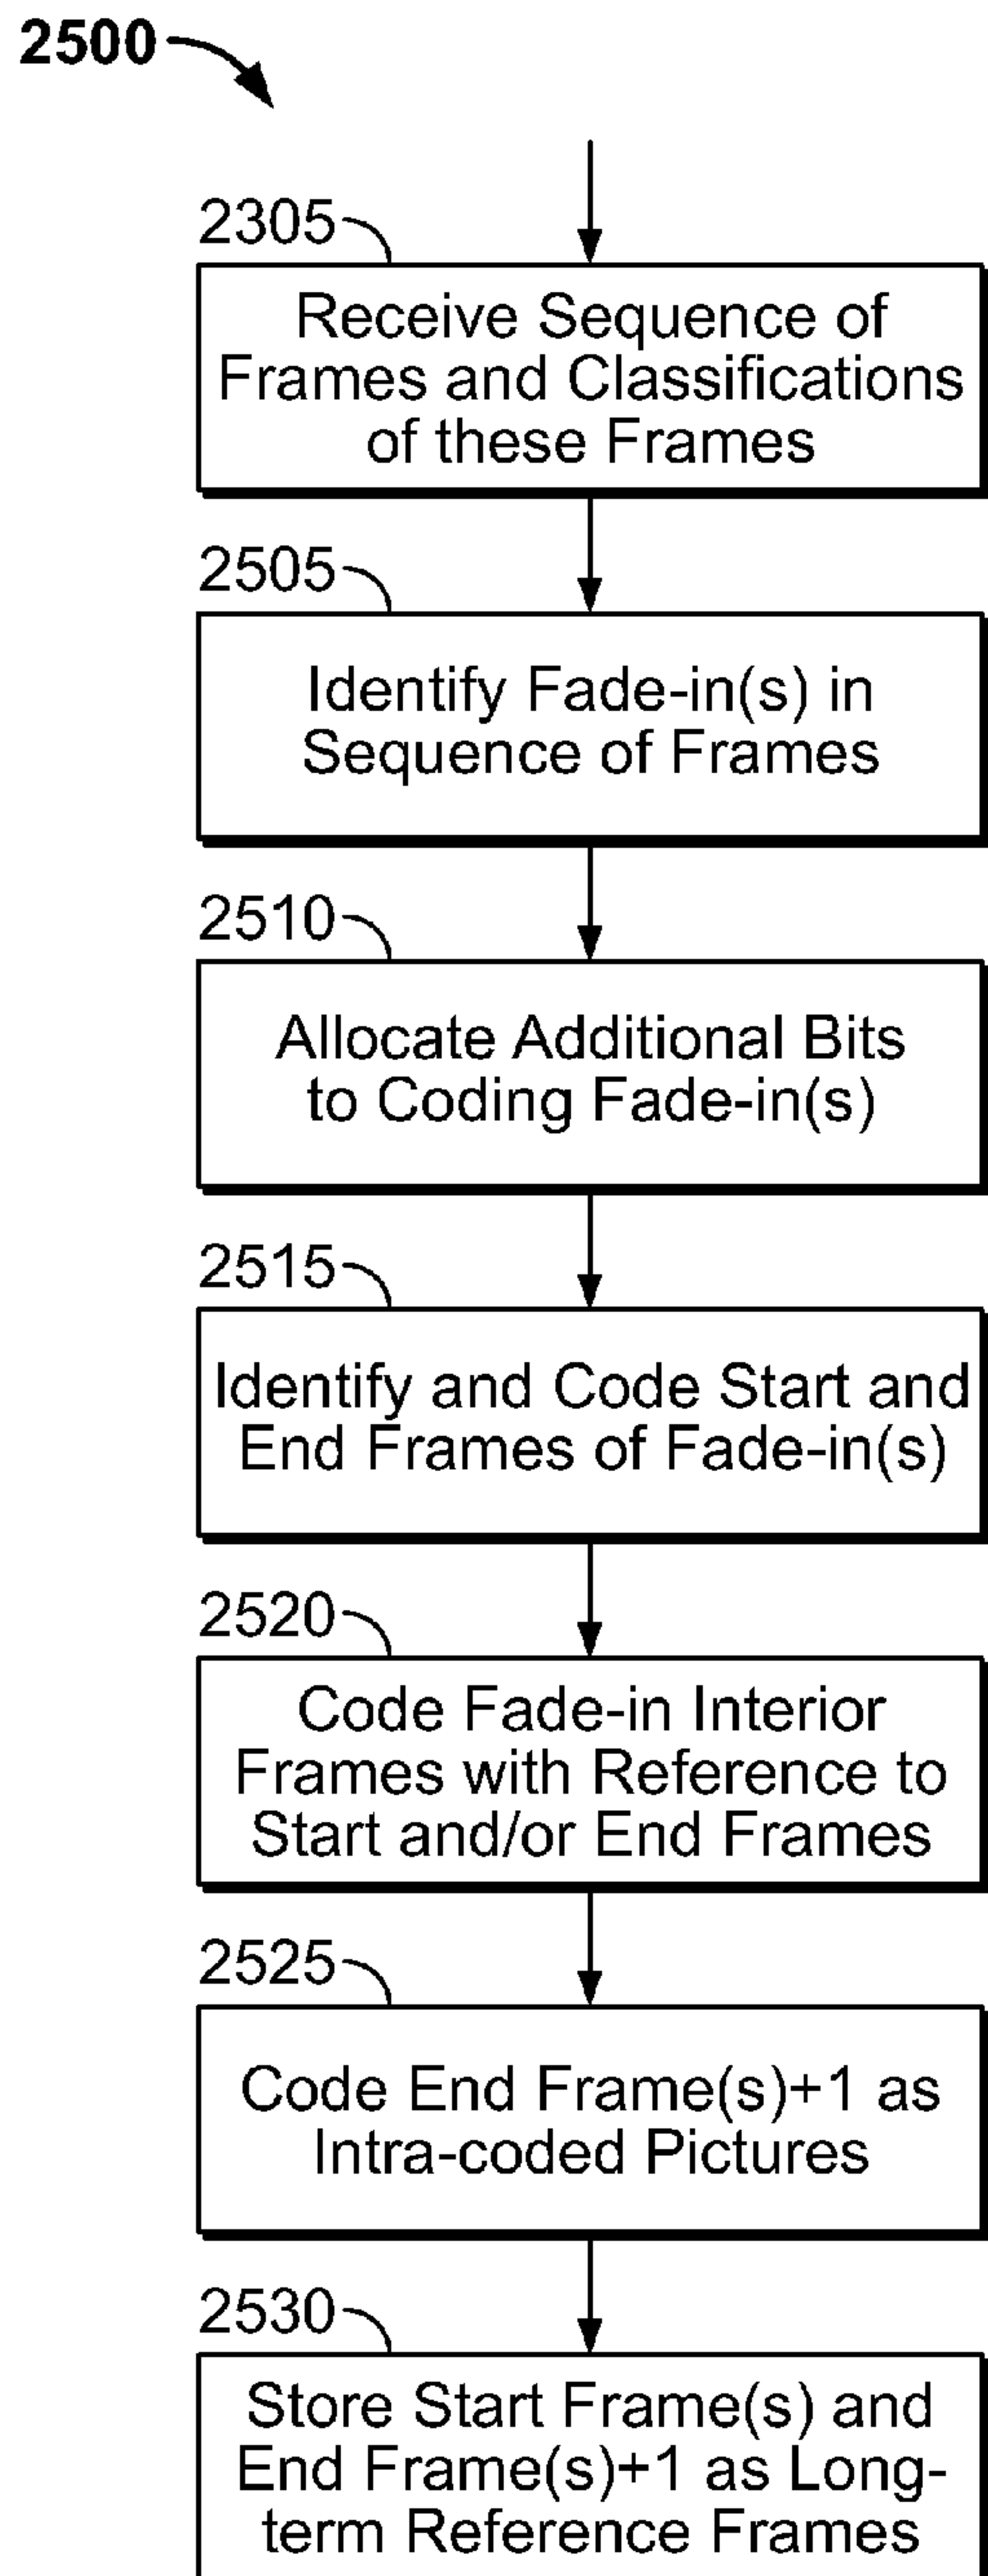 2500
2305
Receive Sequence of
Frames and Classifications
of these Frames
2505
Identify Fade-in(s) in
Sequence of Frames
2510
Allocate Additional Bits
to Coding Fade-in(s)
2515
Identify and Code Start and
End Frames of Fade-in(s)
2520
Code Fade-in Interior
Frames with Reference to
Start and/or End Frames
2525
Code End Frame(s)+1 as
Intra-coded Pictures
2530
Store Start Frame(s) and
End Frame(s)+1 as Long-
term Reference Frames